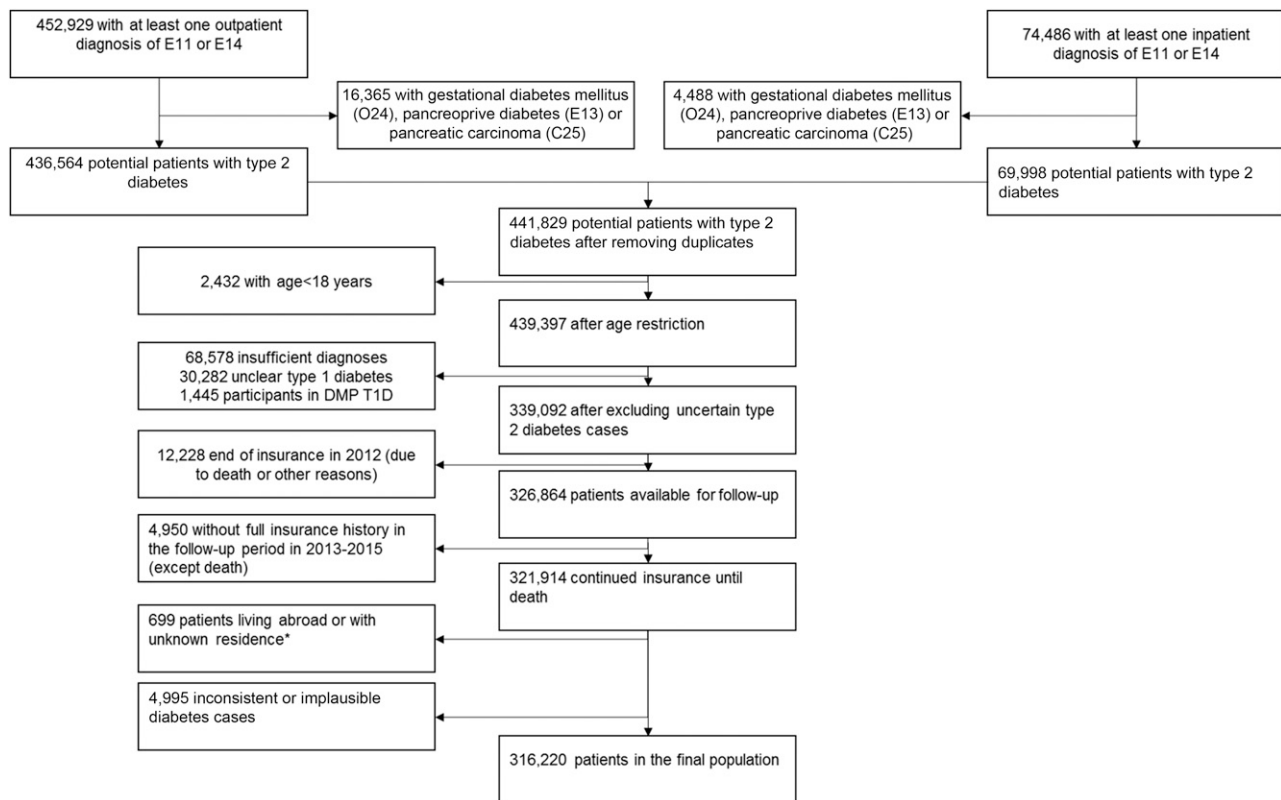 452,929 with at least one outpatient
diagnosis of E11 or E14
74,486 with at least one inpatient
diagnosis of E11 or E14
16,365 with gestational diabetes mellitus
(O24), pancreoprive diabetes (E13) or
pancreatic carcinoma (C25)
4,488 with gestational diabetes mellitus
(O24), pancreoprive diabetes (E13) or
pancreatic carcinoma (C25)
436,564 potential patients with type 2
diabetes
69,998 potential patients with type 2
diabetes
441,829 potential patients with type 2
diabetes after removing duplicates
2,432 with age<18 years
439,397 after age restriction
68,578 insufficient diagnoses
30,282 unclear type 1 diabetes
1,445 participants in DMP T1D
339,092 after excluding uncertain type
2 diabetes cases
12,228 end of insurance in 2012 (due
to death or other reasons)
326,864 patients available for follow-up
4,950 without full insurance history in
the follow-up period in 2013-2015
(except death)
321,914 continued insurance until
death
699 patients living abroad or with
unknown residence*
4,995 inconsistent or implausible
diabetes cases
316,220 patients in the final population